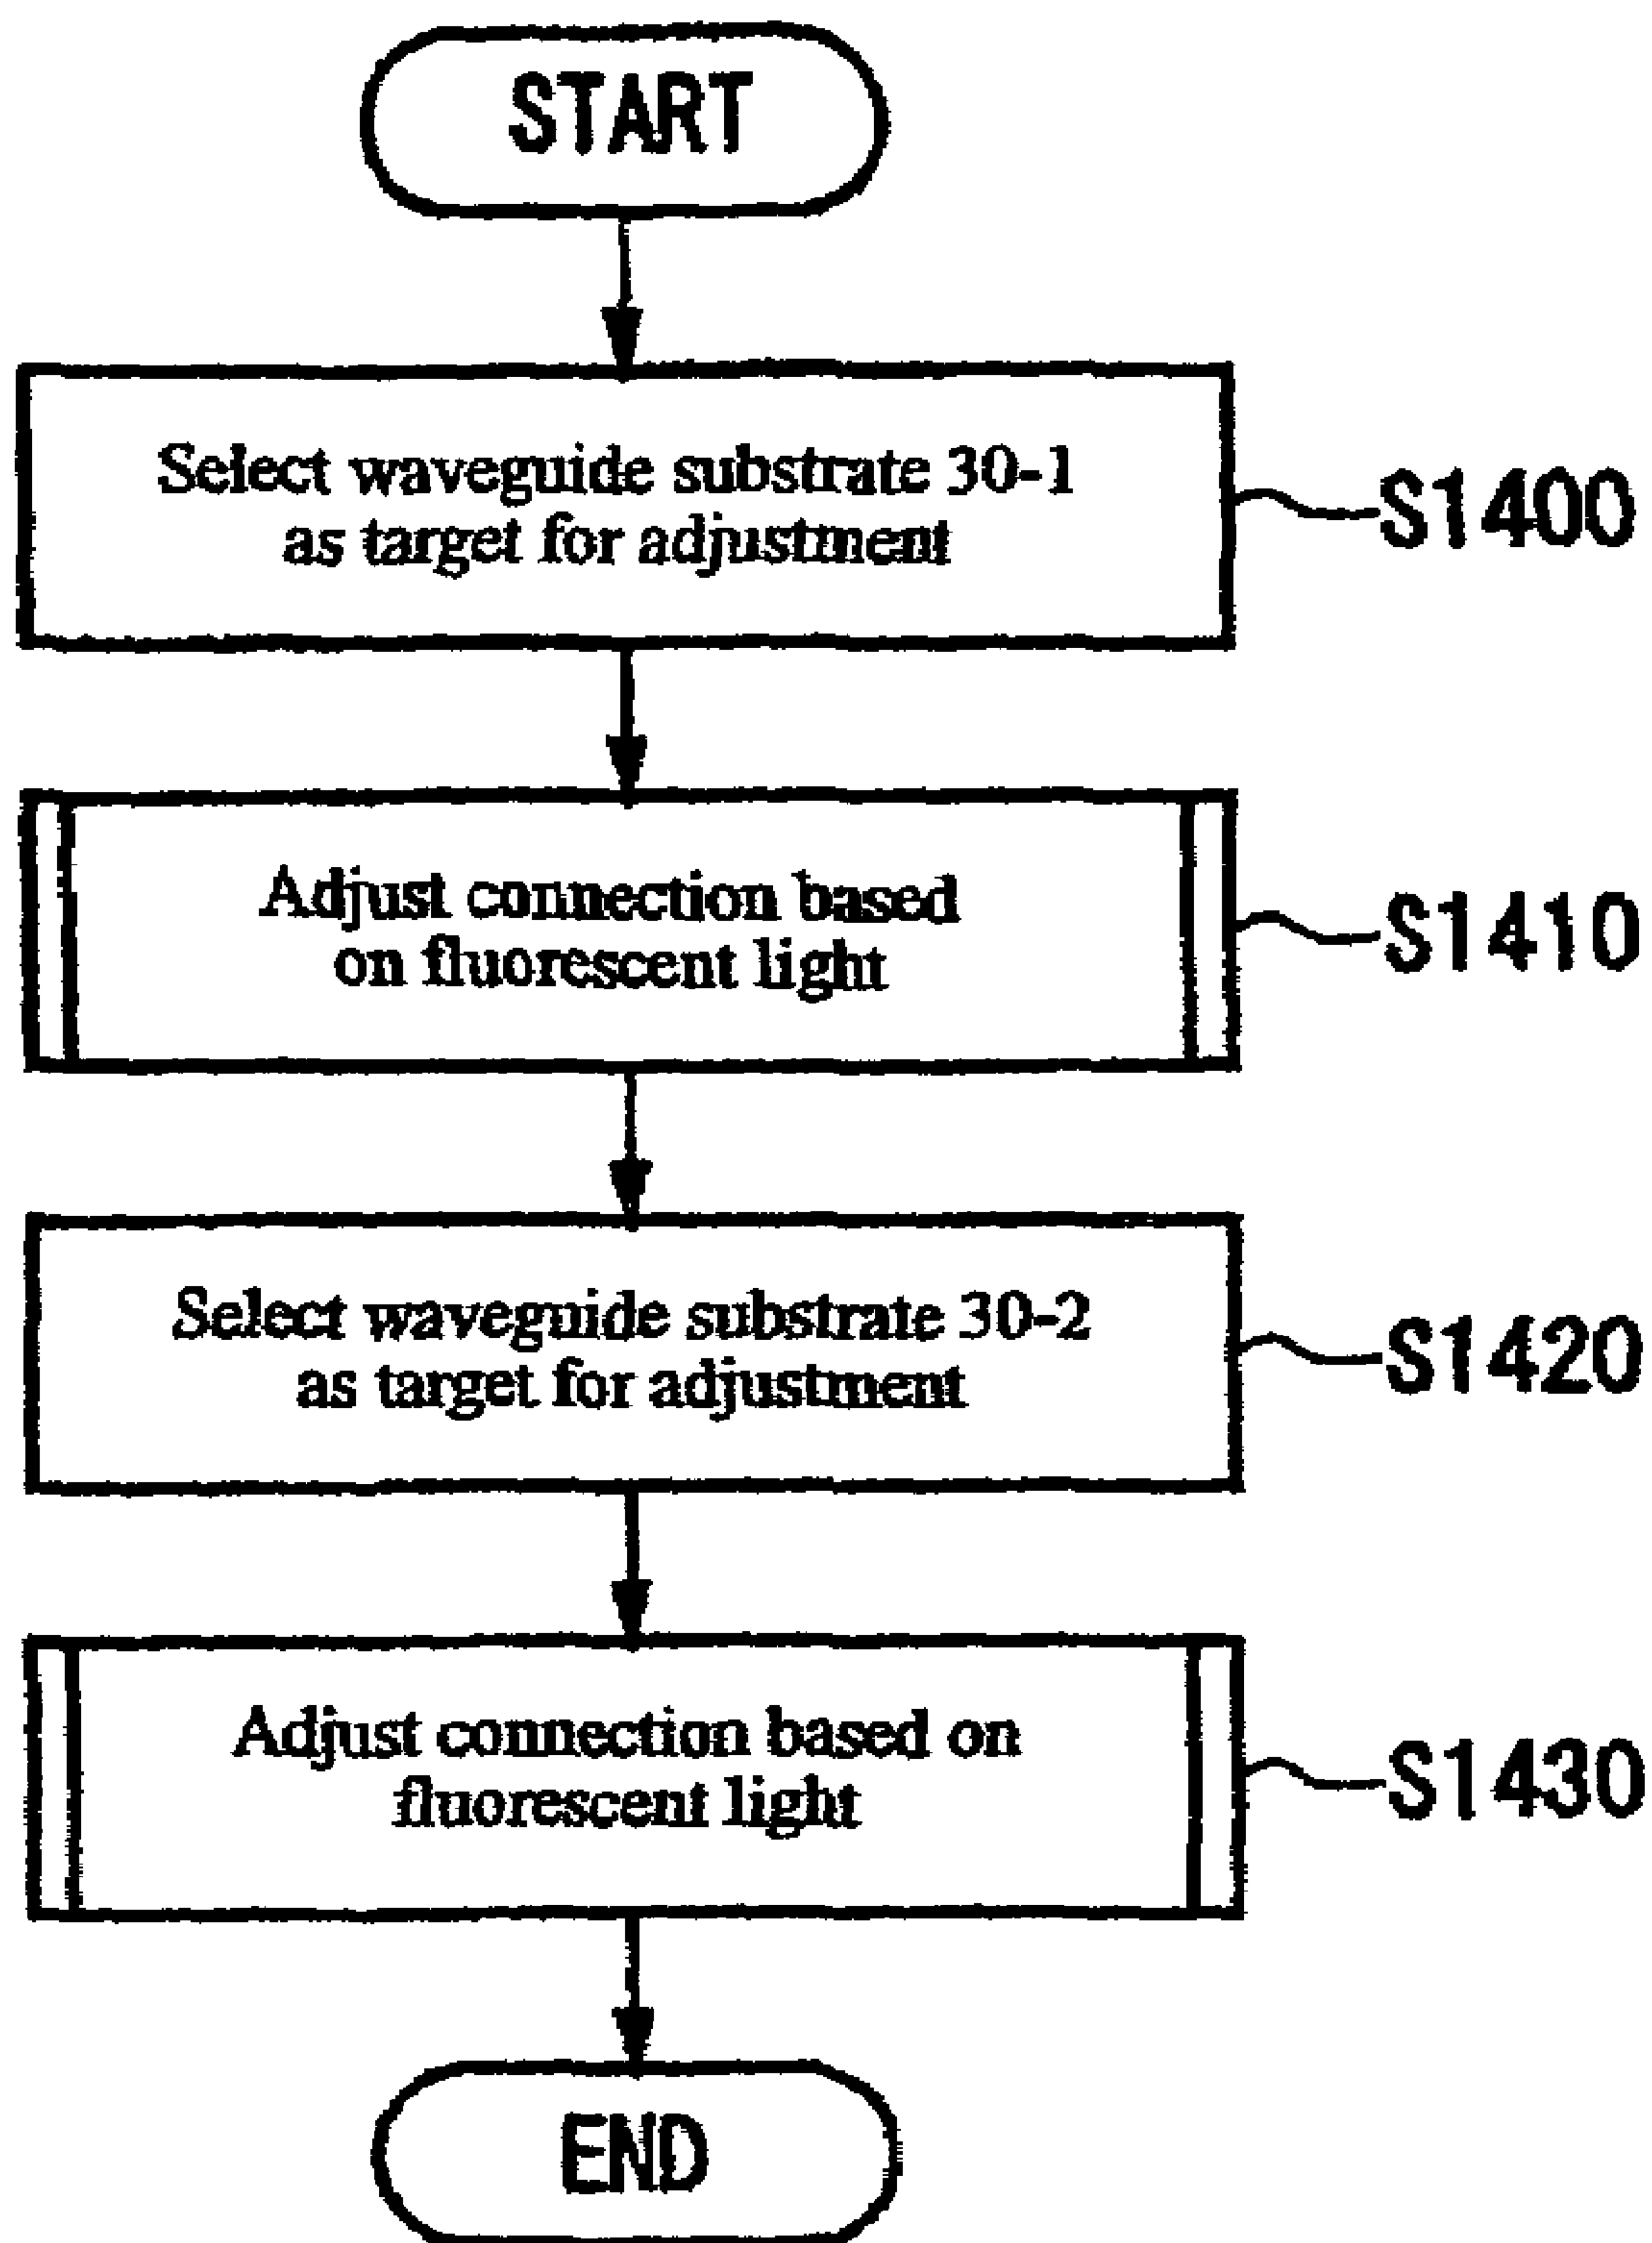 START
Select waveguide substrate 30-1
as target for adjustment
S1400
Adjust connection based
on fluorescent light
S1410
Select waveguide substrate 30-2
as target for adjustment
S1420
Adjust connection based on
fluorescent light
S1430
END